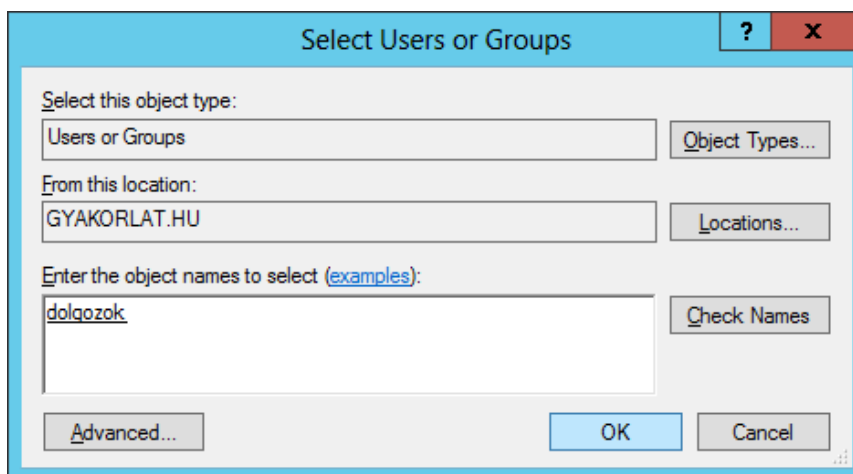 Select Users or Groups
? x
Select this object type:
Users or Groups
Object Types...
From this location:
GYAKORLAT.HU
Locations...
Enter the object names to select (examples):
dolgozok
Check Names
Advanced...
OK
Cancel